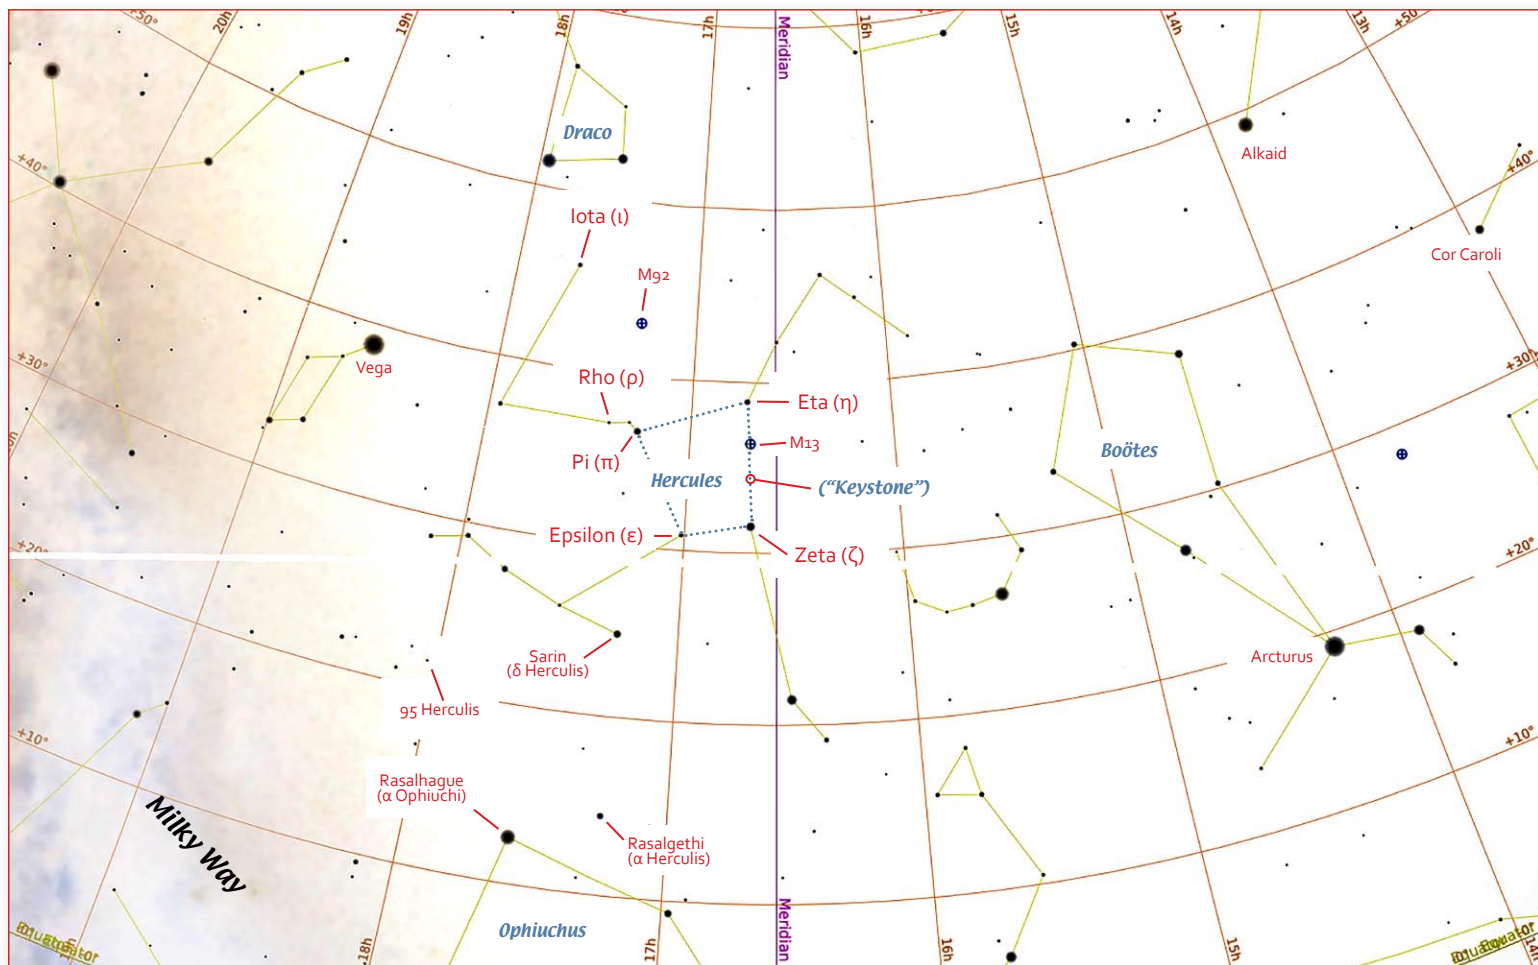 +50°
20h
19h
18h
17h
Meridian
16h
15h
14h
13h
+50°
Draco
Alkaid
+40°
+40°
Iota (ι)
Cor Caroli
M92
+30°
+30°
Vega
Rho (ρ)
Eta (η)
M13
Pi (π)
Hercules
("Keystone")
Boötes
Epsilon (ε)
Zeta (ζ)
+20°
+20°
Sarin
(δ Herculis)
Arcturus
95 Herculis
+10°
+10°
Rasalhague
(α Ophiuchi)
Milky Way
Rasalgethi
(α Herculis)
Ophiuchus
Meridian
18h
17h
16h
15h
14h
Equator
Equator